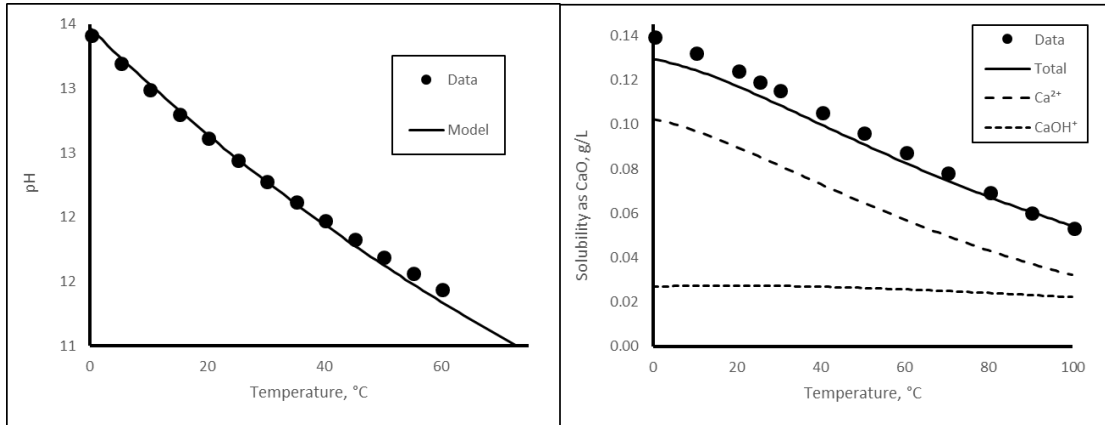 14
13
13
12
12
11
pH
0
20
40
60
Temperature, °C
Data
Model
0.14
0.12
0.10
0.08
0.06
0.04
0.02
0.00
Solubility as CaO, g/L
0
20
40
60
80
100
Temperature, °C
Data
Total
Ca²⁺
CaOH⁺